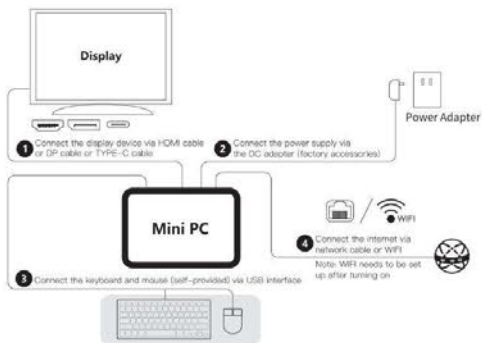 Display
1 Connect the display device via HDMI cable
or DP cable or TYPE-C cable
2 Connect the power supply via
the DC adapter (factory accessories)
Power Adapter
Mini PC
WIFI
4 Connect the internet via
network cable or WIFI
Note: WIFI needs to be set
up after turning on
3 Connect the keyboard and mouse (self-provided) via USB interface